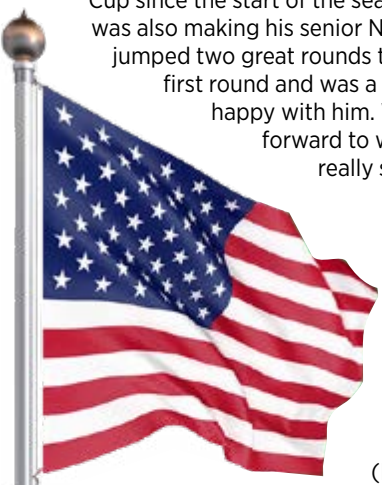 Cup since the start of the sea
was also making his senior N
jumped two great rounds t
first round and was a
happy with him.
forward to w
really s
(